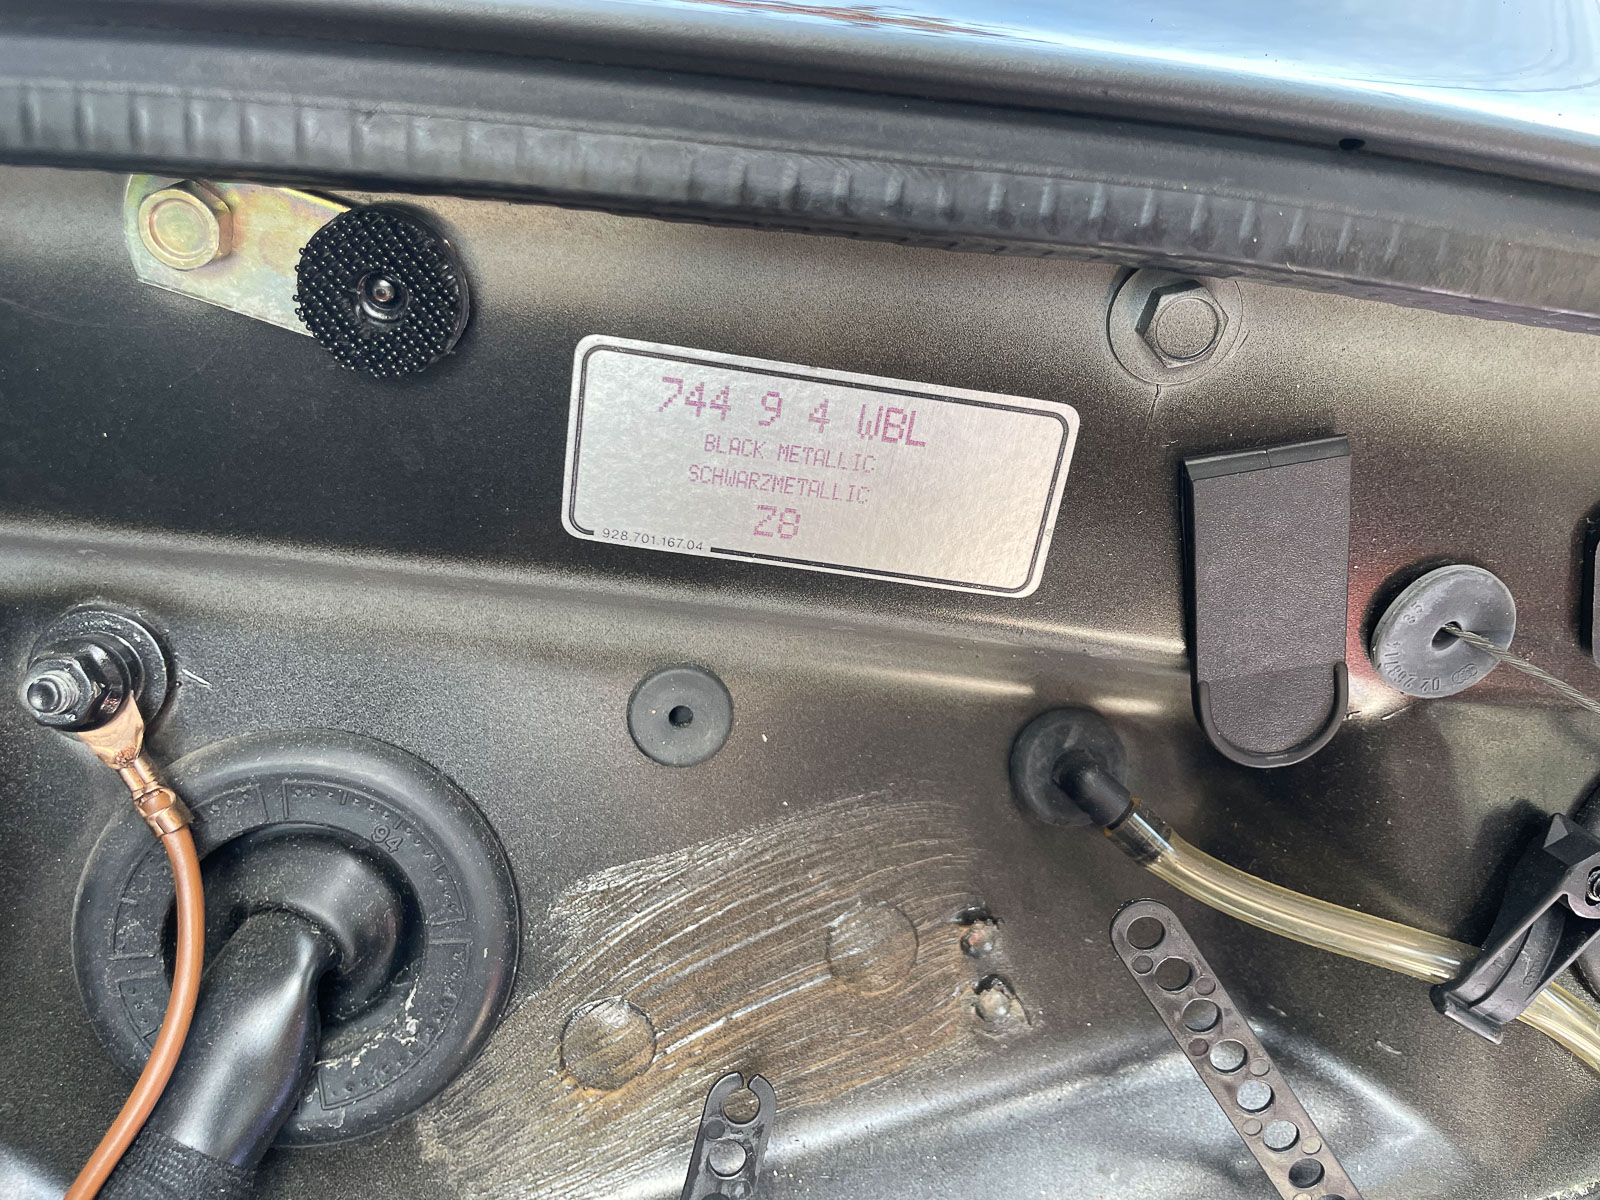 744 9 4 WBL
BLACK METALLIC
SCHWARZMETALLIC
Z8
928.701.167.04
94